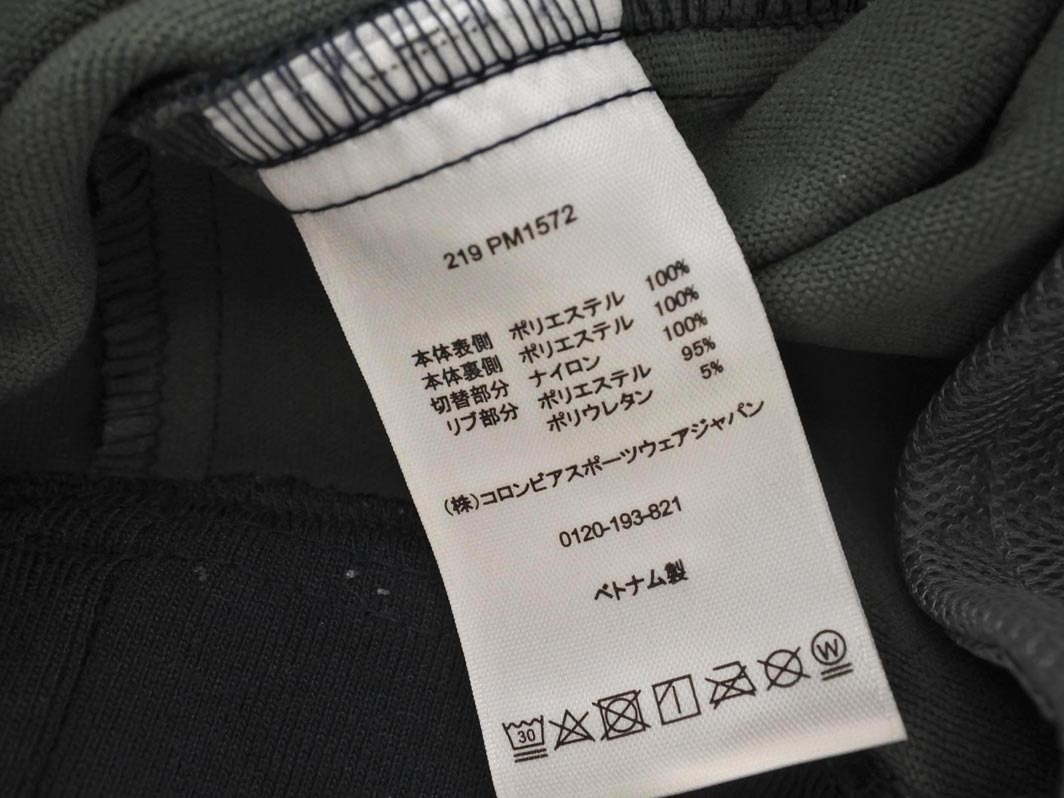 219 PM1572
本体表側 ポリエステル 100%
本体裏側 ポリエステル 100%
切替部分 ナイロン 100%
リブ部分 ポリエステル 95%
ポリウレタン 5%
(株)コロンビアスポーツウェアジャパン
0120-193-821
ベトナム製
30
W